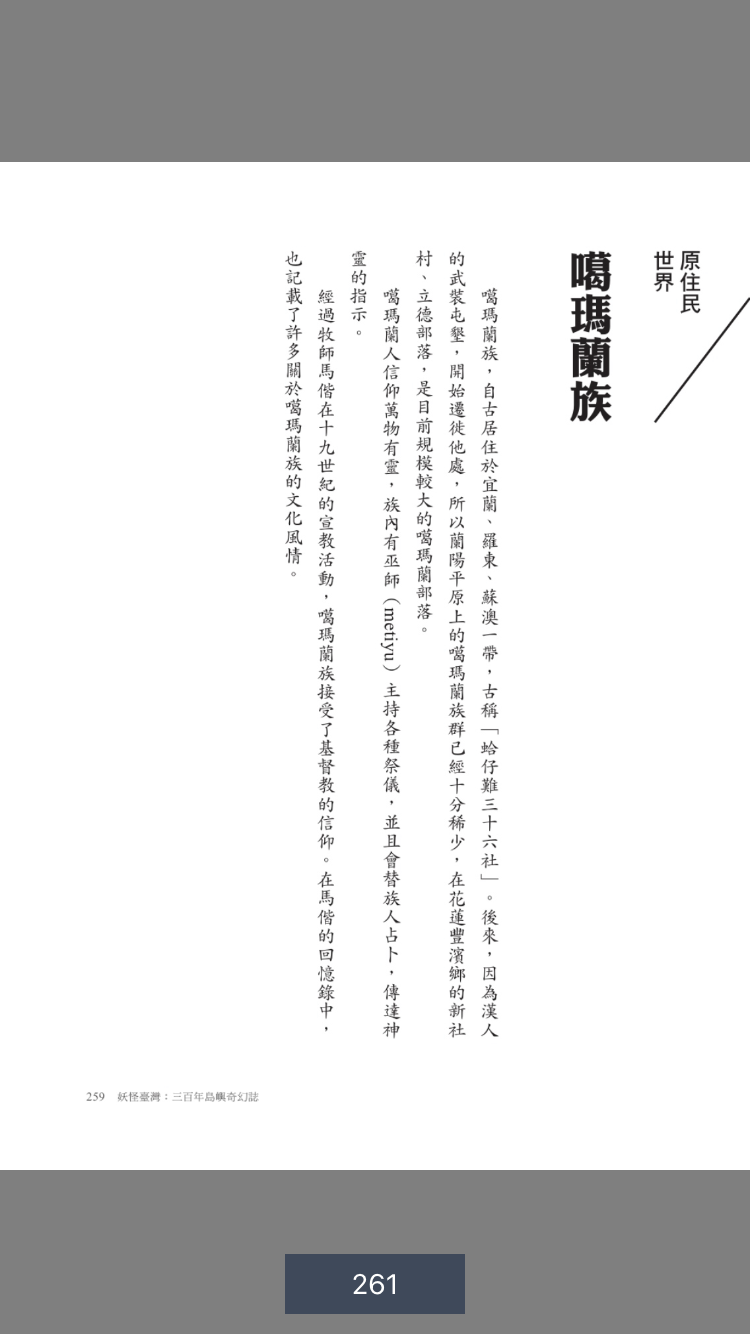 原住民
世界
噶瑪蘭族
噶瑪蘭族，自古居住於宜蘭、羅東、蘇澳一帶，古稱「蛤仔難三十六社」。後來，因為漢人
的武裝屯墾，開始遷徙他處，所以蘭陽平原上的噶瑪蘭族群已經十分稀少，在花蓮豐濱鄉的新社
村、立德部落，是目前規模較大的噶瑪蘭部落。
噶瑪蘭人信仰萬物有靈，族內有巫師（metiyu）主持各種祭儀，並且會替族人占卜，傳達神
靈的指示。
經過牧師馬偕在十九世紀的宣教活動，噶瑪蘭族接受了基督教的信仰。在馬偕的回憶錄中，
也記載了許多關於噶瑪蘭族的文化風情。
259 妖怪臺灣：三百年島嶼奇幻誌
261